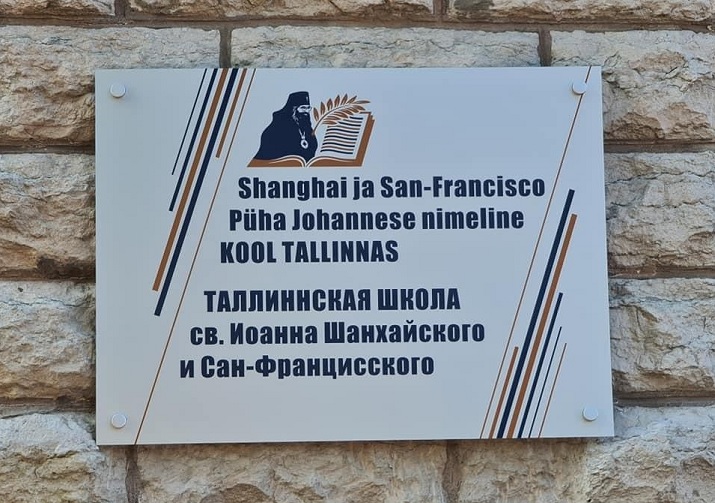 Shanghai ja San-Francisco
Püha Johannese nimeline
KOOL TALLINNAS
ТАЛЛИННСКАЯ ШКОЛА
св. Иоанна Шанхайского
и Сан-Францисского